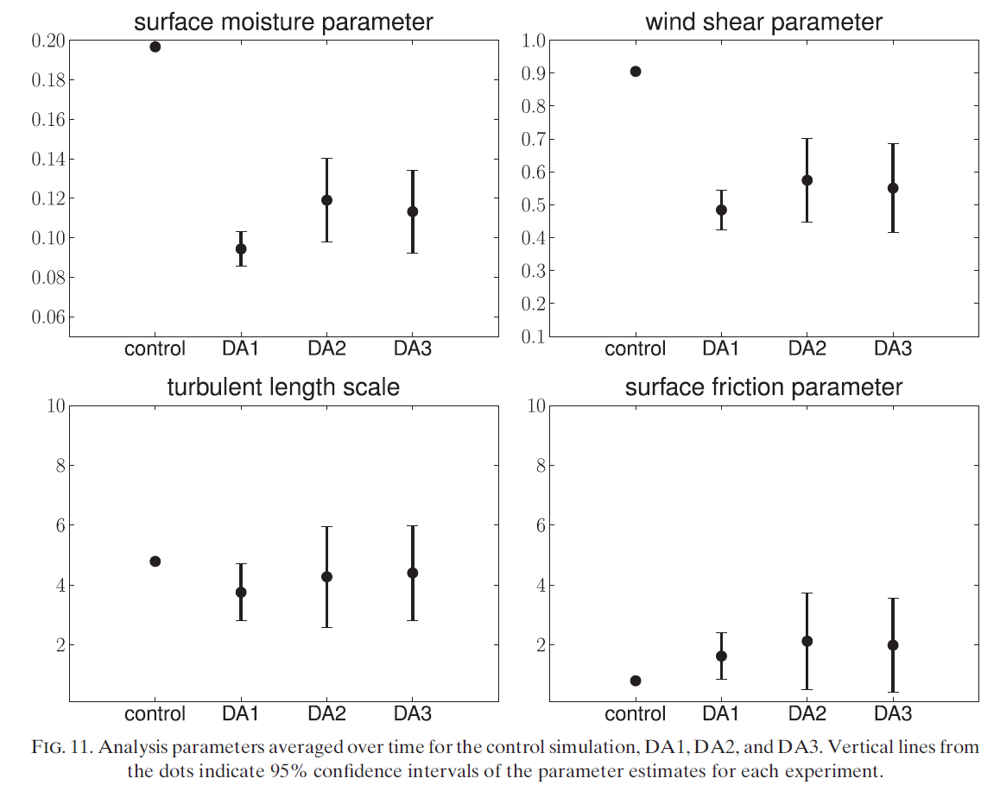 surface moisture parameter
0.20
0.18
0.16
0.14
0.12
0.10
0.08
0.06
control DA1 DA2 DA3
wind shear parameter
1.0
0.9
0.8
0.7
0.6
0.5
0.4
0.3
0.2
0.1
control DA1 DA2 DA3
turbulent length scale
10
8
6
4
2
control DA1 DA2 DA3
surface friction parameter
10
8
6
4
2
control DA1 DA2 DA3
FIG. 11. Analysis parameters averaged over time for the control simulation, DA1, DA2, and DA3. Vertical lines from
the dots indicate 95% confidence intervals of the parameter estimates for each experiment.